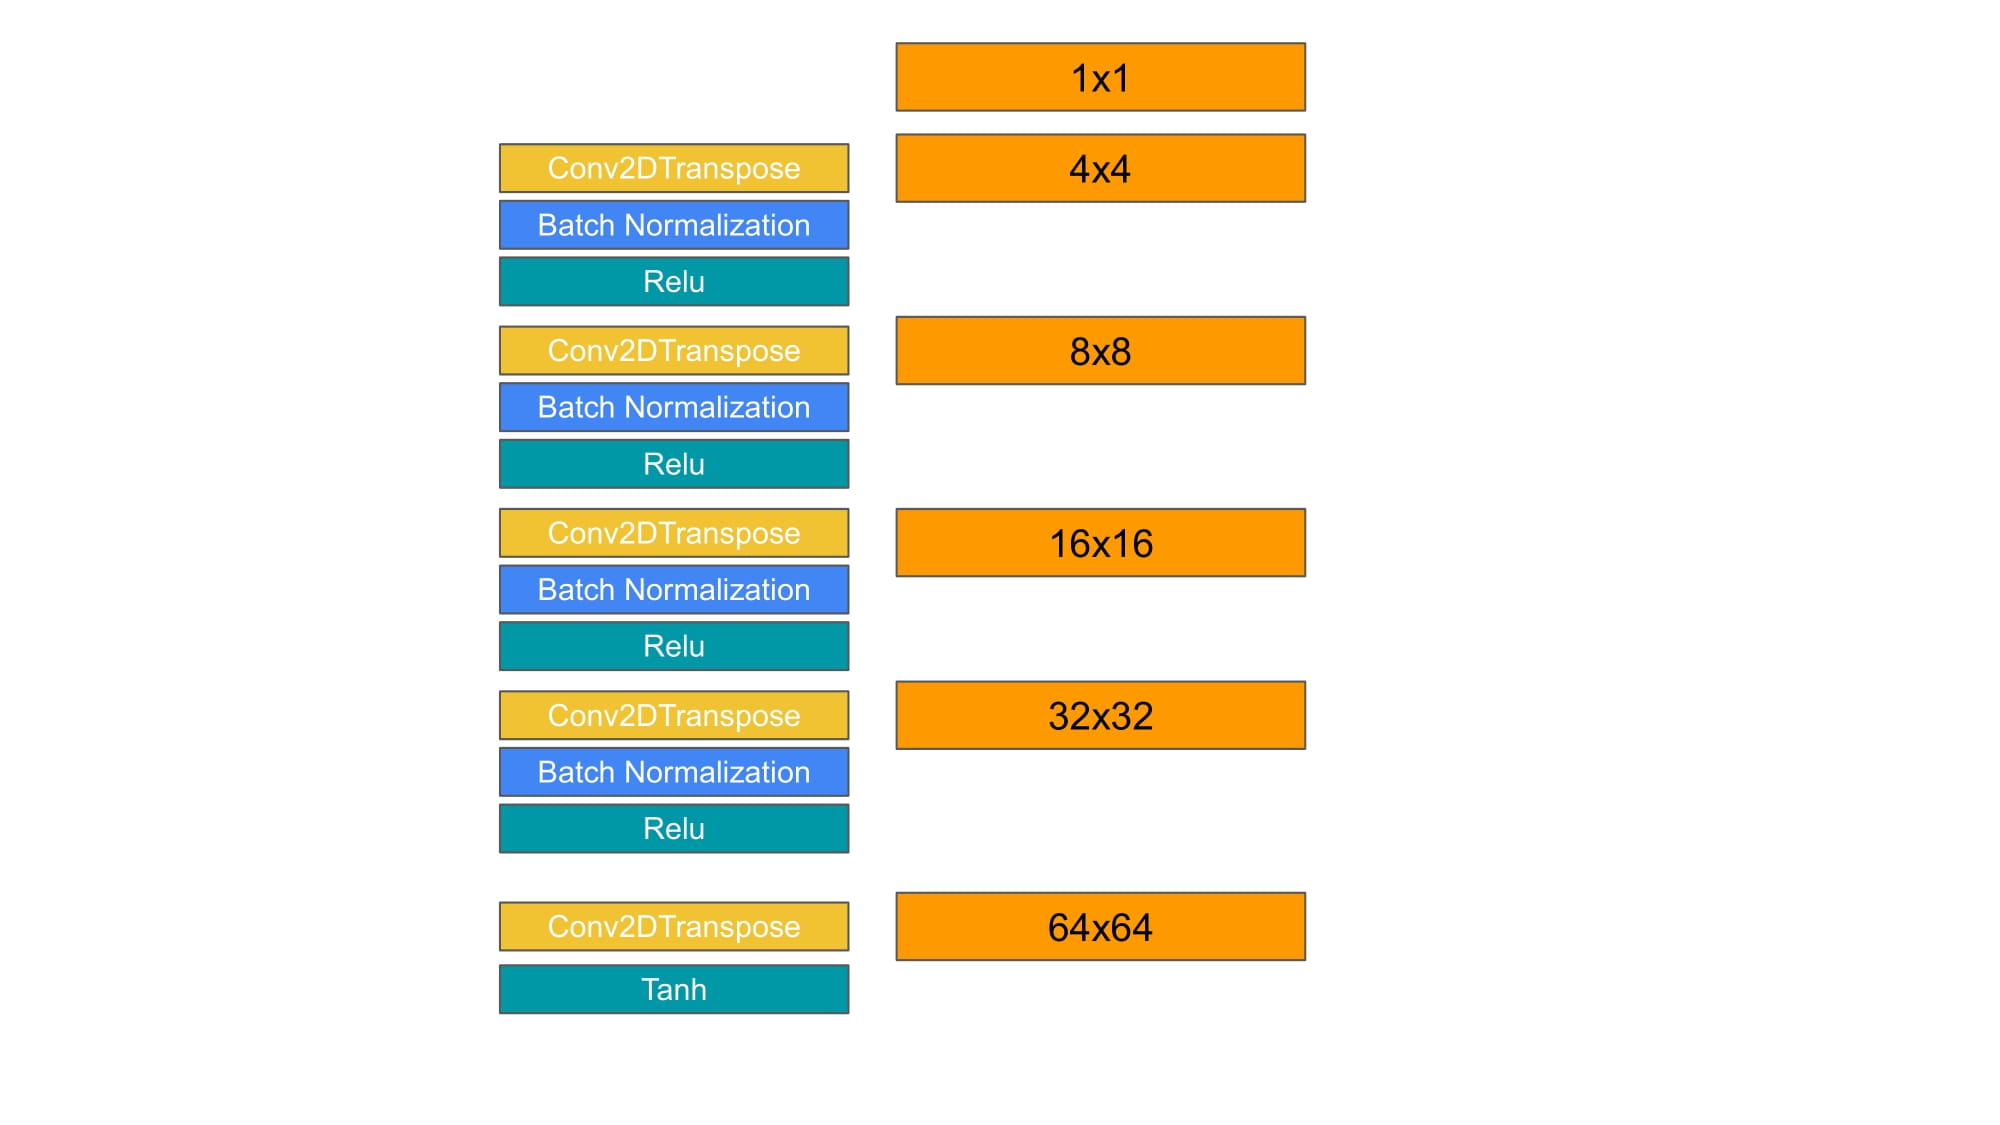 1x1
Conv2DTranspose
4x4
Batch Normalization
Relu
Conv2DTranspose
8x8
Batch Normalization
Relu
Conv2DTranspose
16x16
Batch Normalization
Relu
Conv2DTranspose
32x32
Batch Normalization
Relu
Conv2DTranspose
64x64
Tanh